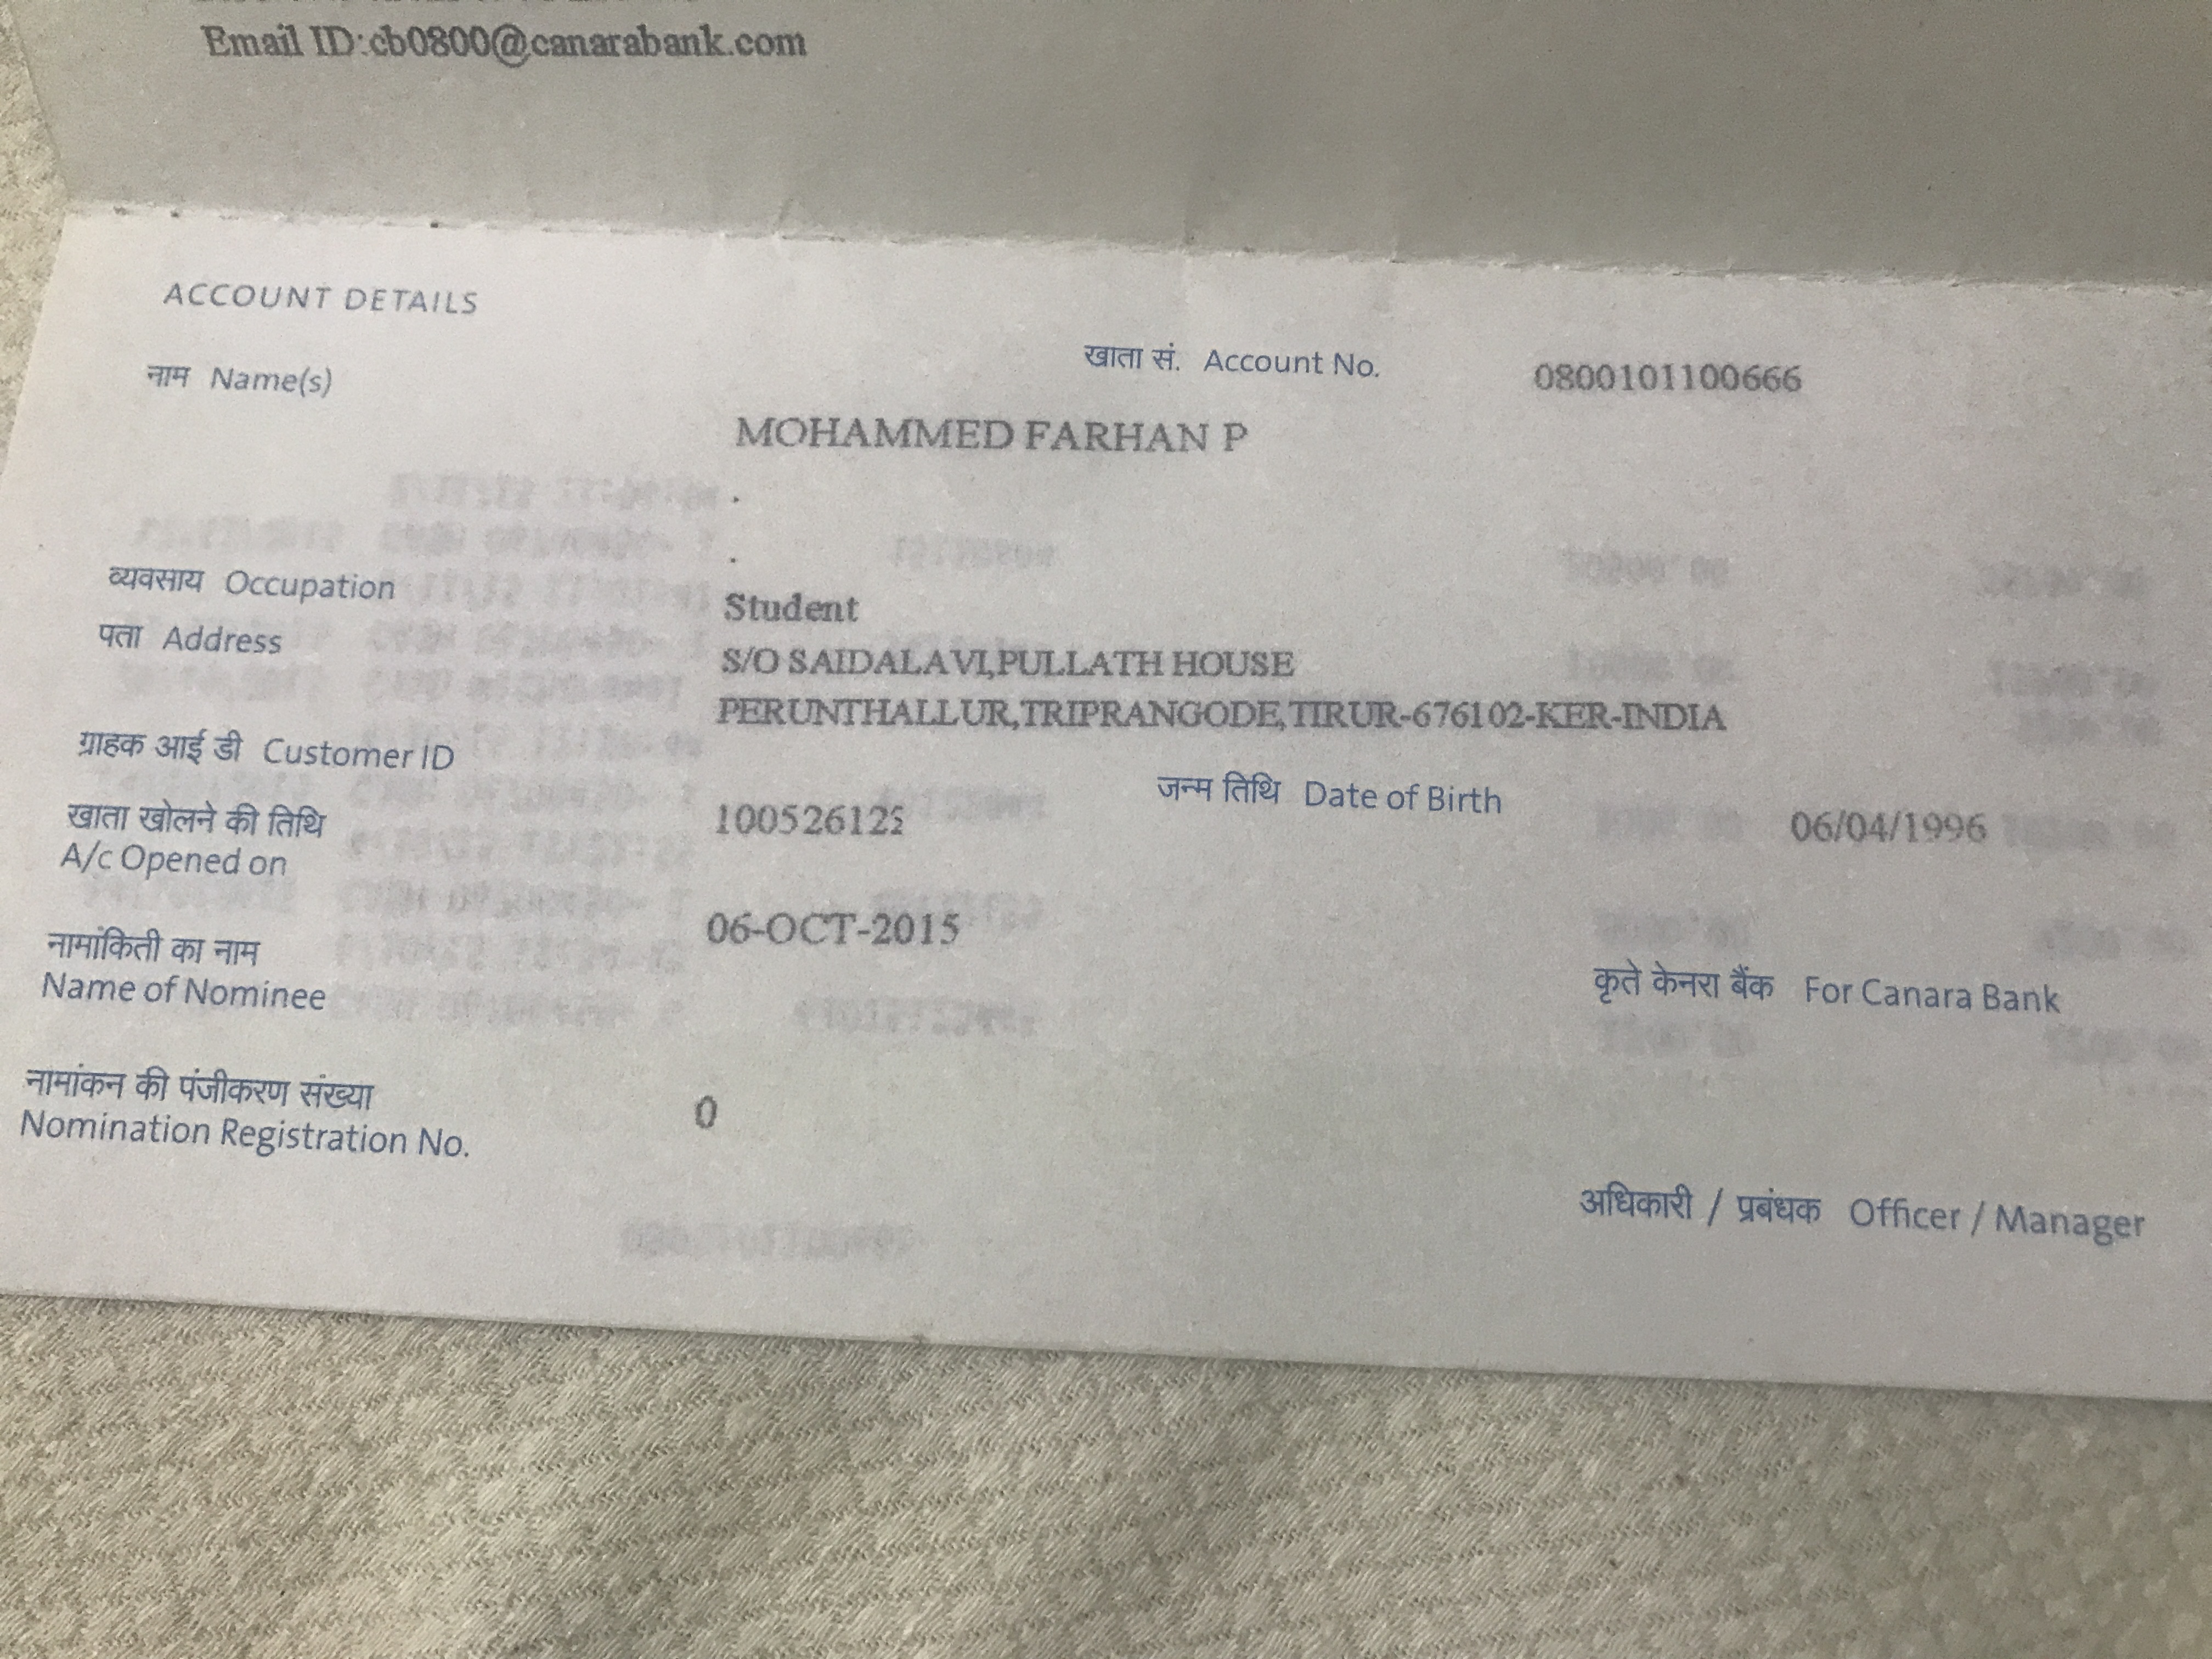 Email ID:cb0800@canarabank.com
ACCOUNT DETAILS
खाता सं. Account No. 0800101100666
नाम Name(s)
MOHAMMED FARHAN P
.
.
व्यवसाय Occupation Student
पता Address S/O SAIDALAVI,PULLATH HOUSE
PERUNTHALLUR,TRIPRANGODE,TIRUR-676102-KER-INDIA
ग्राहक आई डी Customer ID
जन्म तिथि Date of Birth 06/04/1996
खाता खोलने की तिथि
A/c Opened on 06-OCT-2015
नामांकिती का नाम
Name of Nominee
कृते केनरा बैंक For Canara Bank
नामांकन की पंजीकरण संख्या
Nomination Registration No. 0
अधिकारी / प्रबंधक Officer / Manager